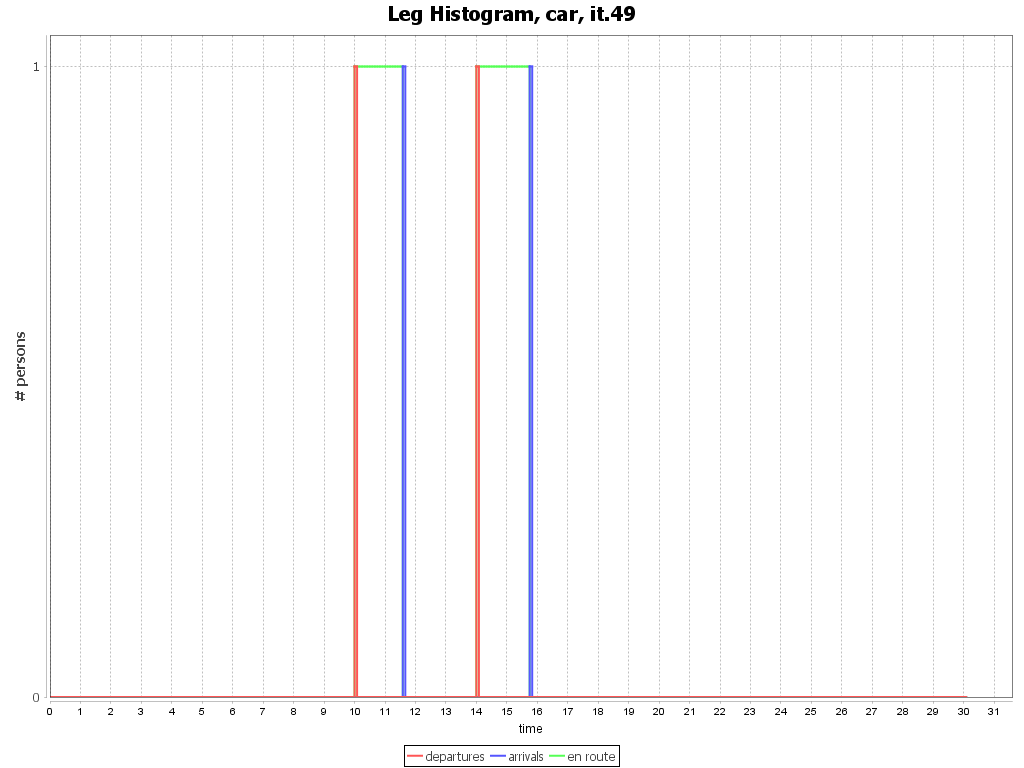 Leg Histogram, car, it.49
# persons
1
0
0 1 2 3 4 5 6 7 8 9 10 11 12 13 14 15 16 17 18 19 20 21 22 23 24 25 26 27 28 29 30 31
time
departures arrivals en route